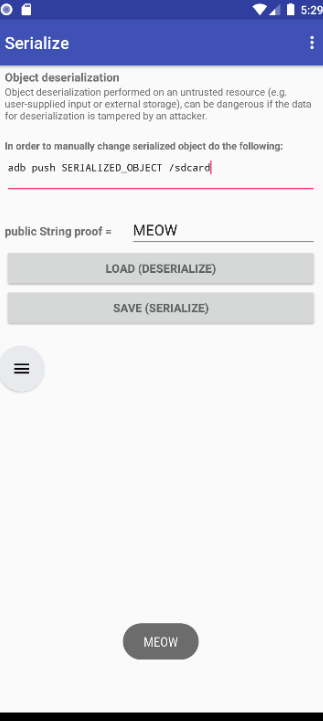 5:29
Serialize
Object deserialization
Object deserialization performed on an untrusted resource (e.g.
user-supplied input or external storage), can be dangerous if the data
for deserialization is tampered by an attacker.
In order to manually change serialized object do the following:
adb push SERIALIZED_OBJECT /sdcard
public String proof = MEOW
LOAD (DESERIALIZE)
SAVE (SERIALIZE)
MEOW